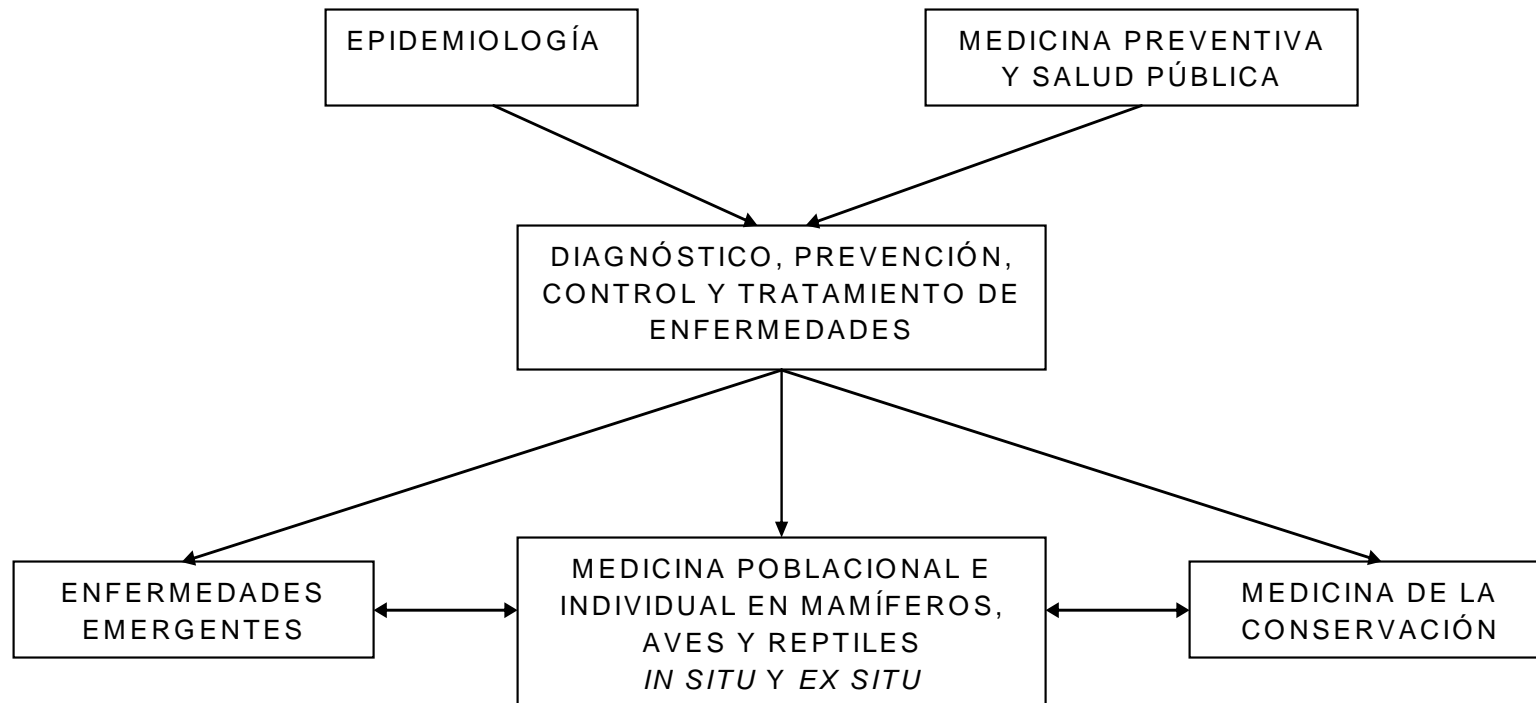 EPIDEMIOLOGÍA
MEDICINA PREVENTIVA
Y SALUD PÚBLICA
DIAGNÓSTICO, PREVENCIÓN,
CONTROL Y TRATAMIENTO DE
ENFERMEDADES
ENFERMEDADES
EMERGENTES
MEDICINA POBLACIONAL E
INDIVIDUAL EN MAMÍFEROS,
AVES Y REPTILES
IN SITU Y EX SITU
MEDICINA DE LA
CONSERVACIÓN